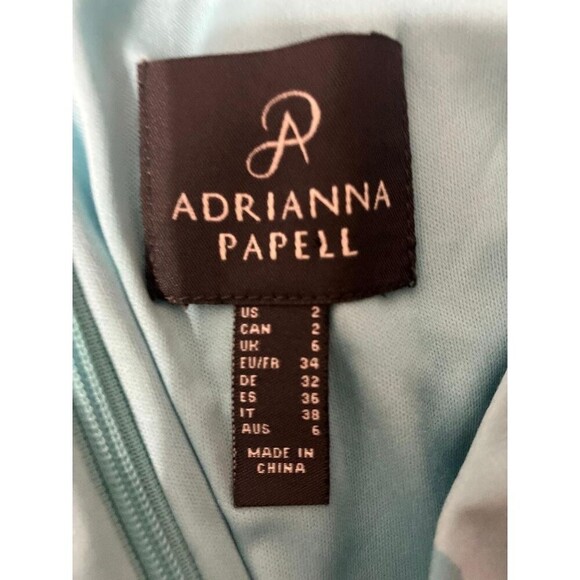 AP
ADRIANNA
PAPELL
US 2
CAN 2
UK 6
EU/FR 34
DE 32
ES 36
IT 38
AUS 6
MADE IN
CHINA